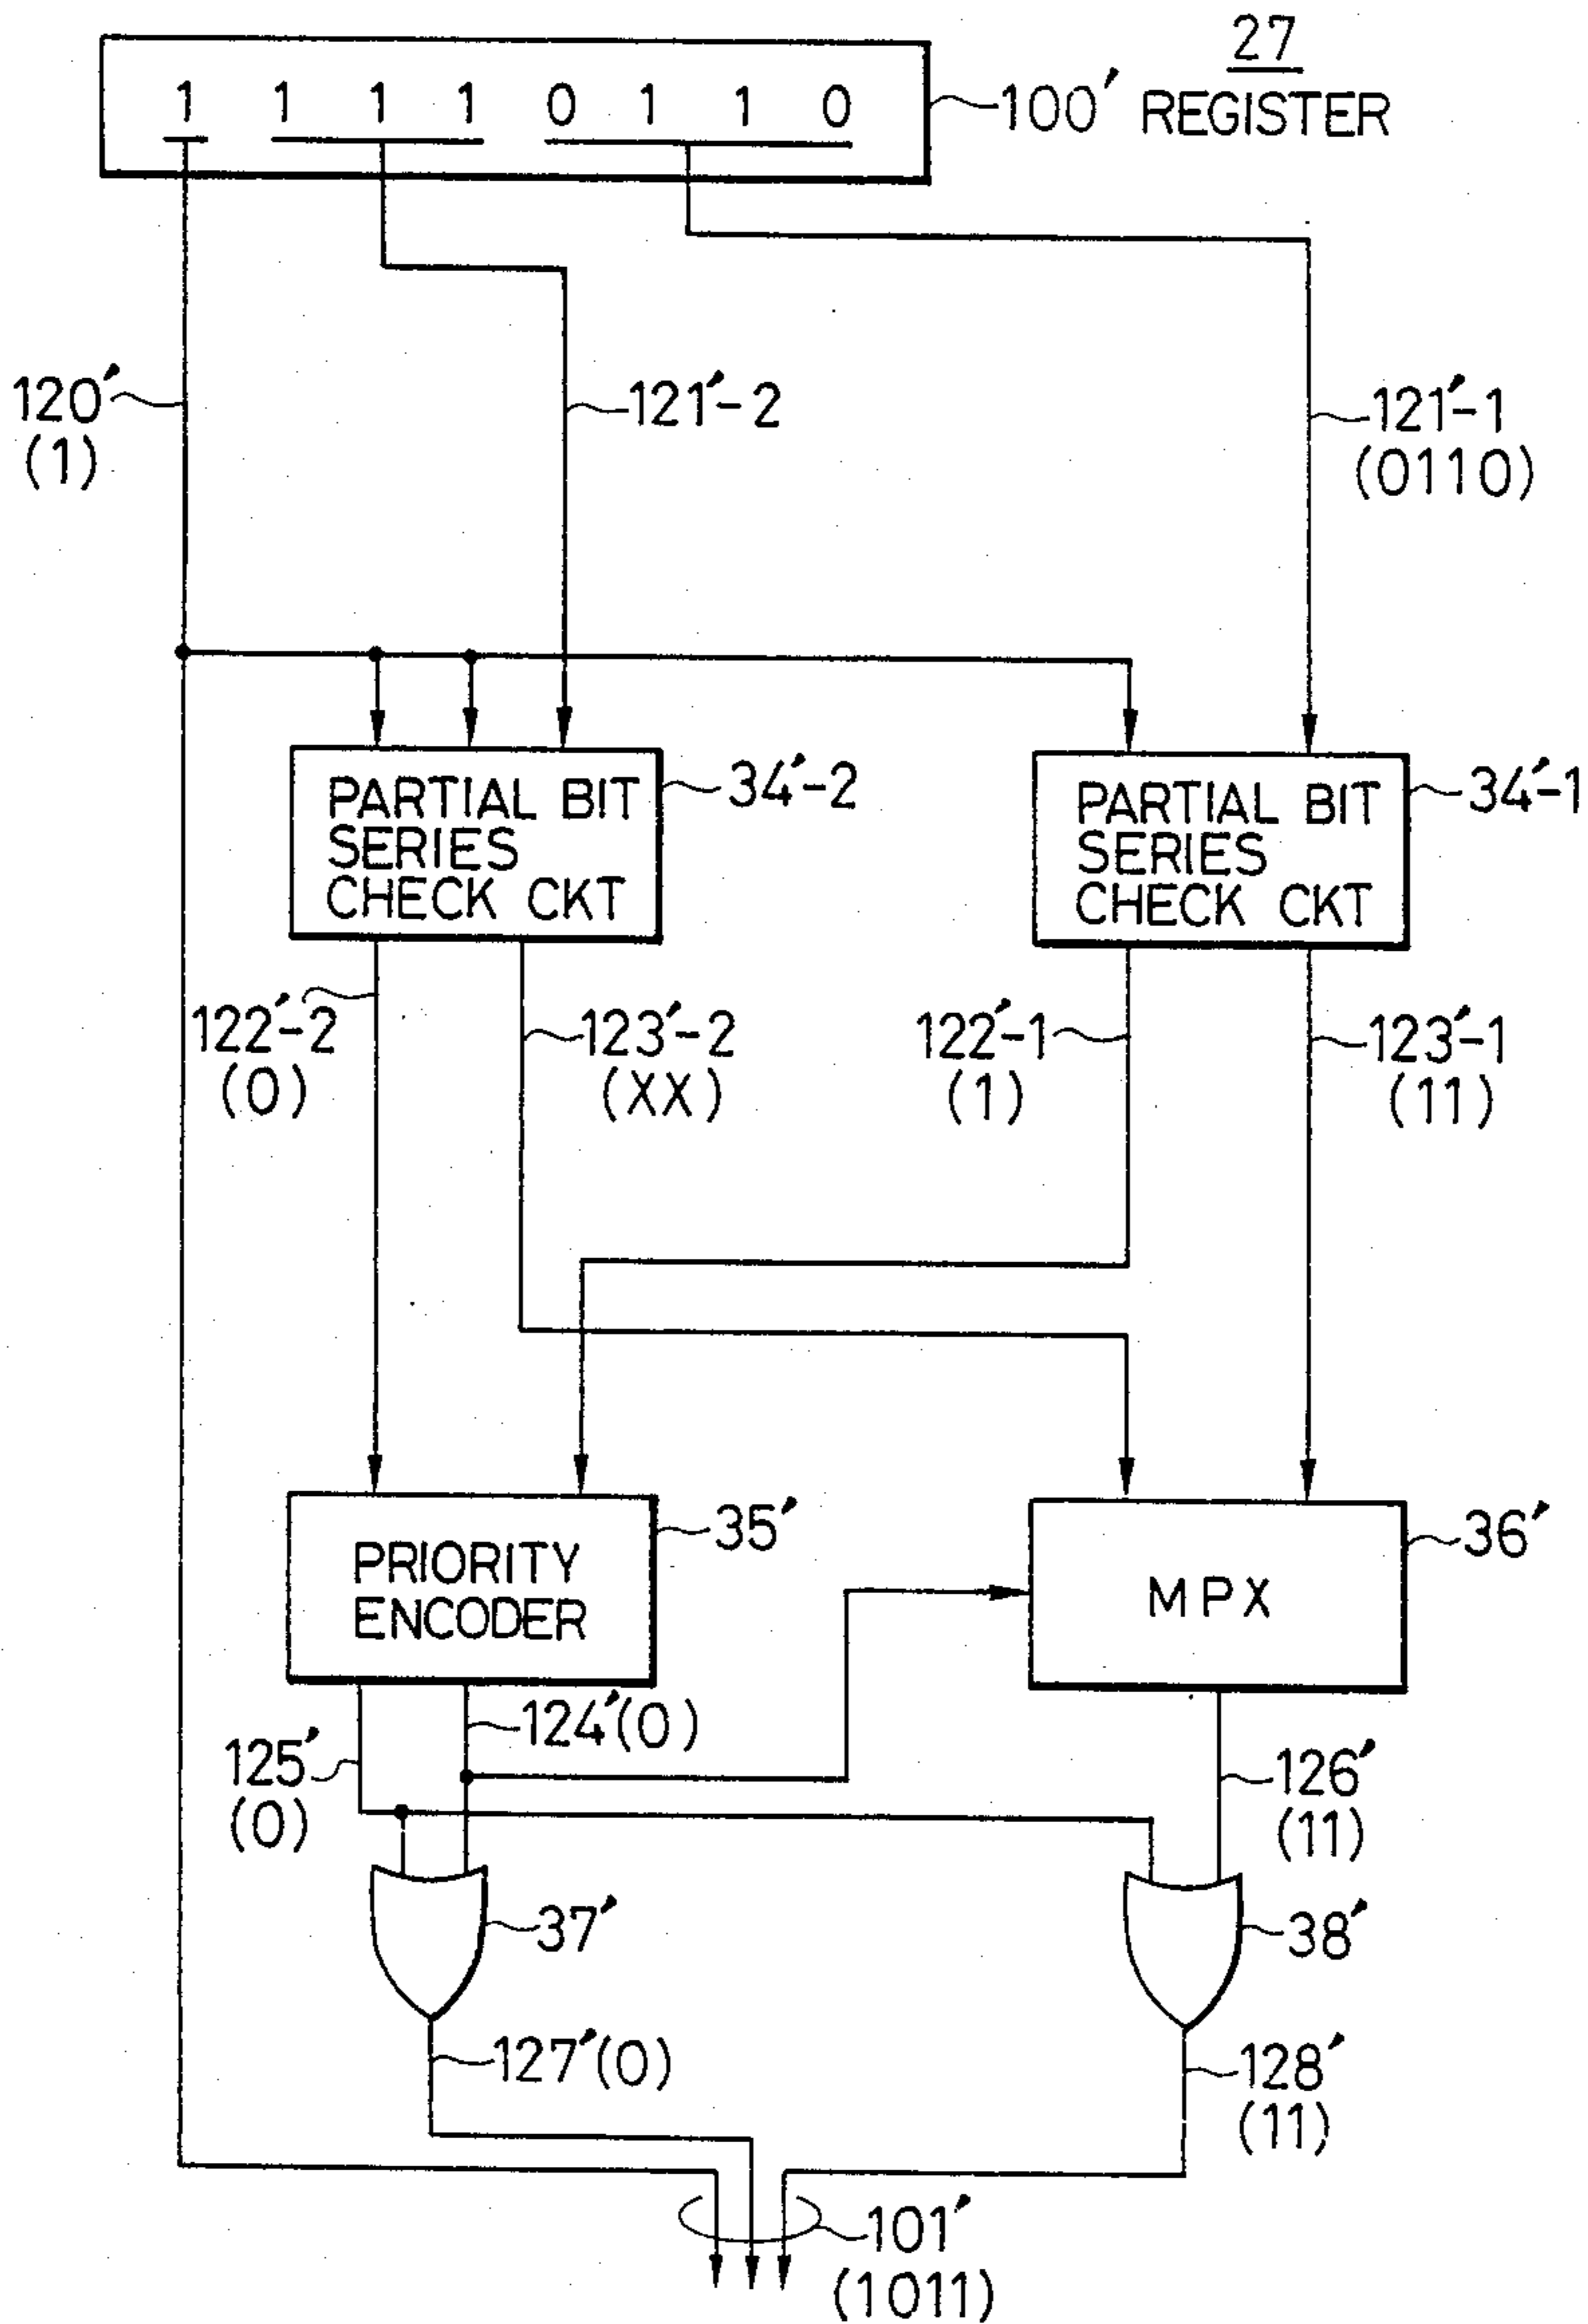 27
1 1 1 1 0 1 1 0
100' REGISTER
120'
(1)
121'-2
121'-1
(0110)
PARTIAL BIT
SERIES
CHECK CKT
34'-2
PARTIAL BIT
SERIES
CHECK CKT
34'-1
122'-2
(0)
123'-2
(XX)
122'-1
(1)
123'-1
(11)
PRIORITY
ENCODER
35'
MPX
36'
124'(0)
125'
(0)
126'
(11)
37'
38'
127'(0)
128'
(11)
101'
(1011)